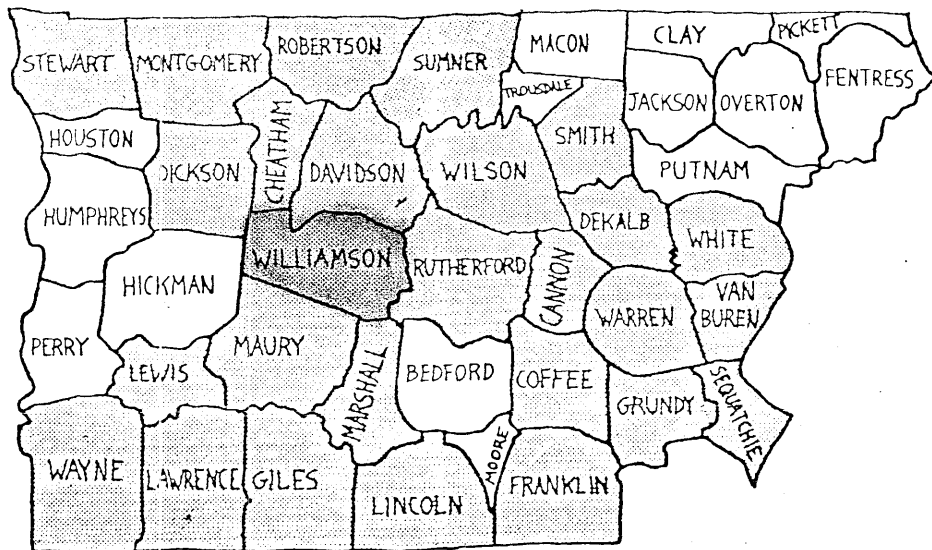 STEWART
MONTGOMERY
ROBERTSON
SUMNER
MACON
CLAY
PICKETT
FENTRESS
TROUSDALE
JACKSON
OVERTON
HOUSTON
DICKSON
CHEATHAM
DAVIDSON
WILSON
SMITH
PUTNAM
HUMPHREYS
WILLIAMSON
RUTHERFORD
CANNON
DEKALB
WHITE
HICKMAN
VAN
BUREN
WARREN
PERRY
LEWIS
MAURY
MARSHALL
BEDFORD
COFFEE
GRUNDY
SEQUATCHIE
WAYNE
LAWRENCE
GILES
LINCOLN
MOORE
FRANKLIN